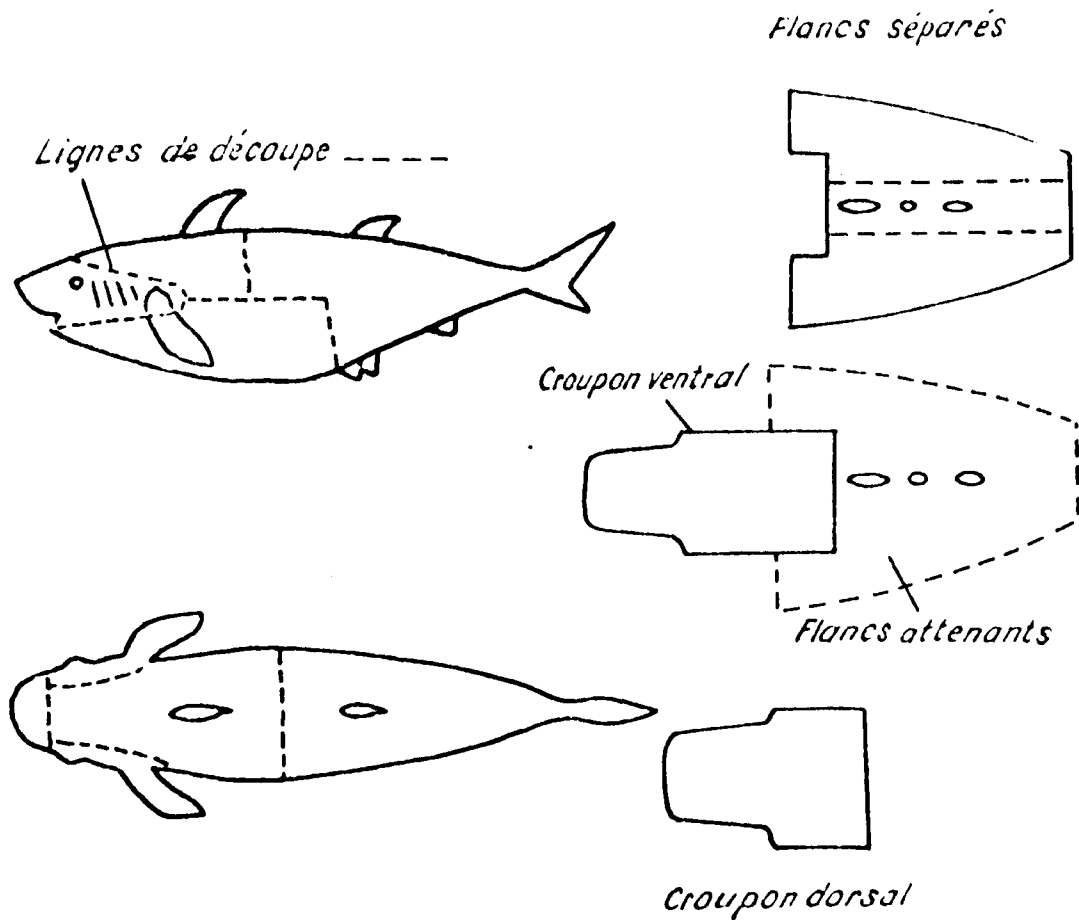 Flancs séparés
Lignes de découpe
Croupon ventral
Flancs attenants
Croupon dorsal